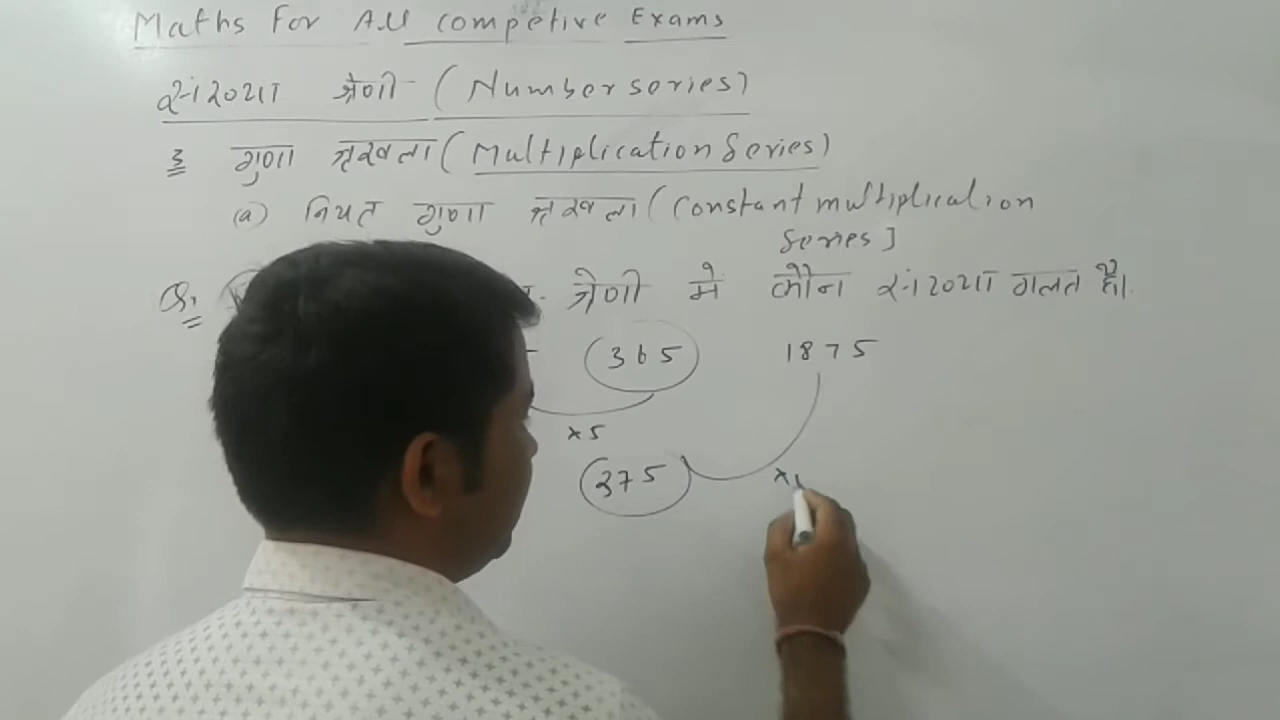 Maths For All Competive Exams
संख्या श्रेणी (Number series)
3 गुणा श्रृखला (Multiplication Series)
(a) नियत गुणा श्रृखला (Constant multiplication
Series]
Q. श्रेणी मे कौन संख्या गलत है।
365 1875
×5
375 ×